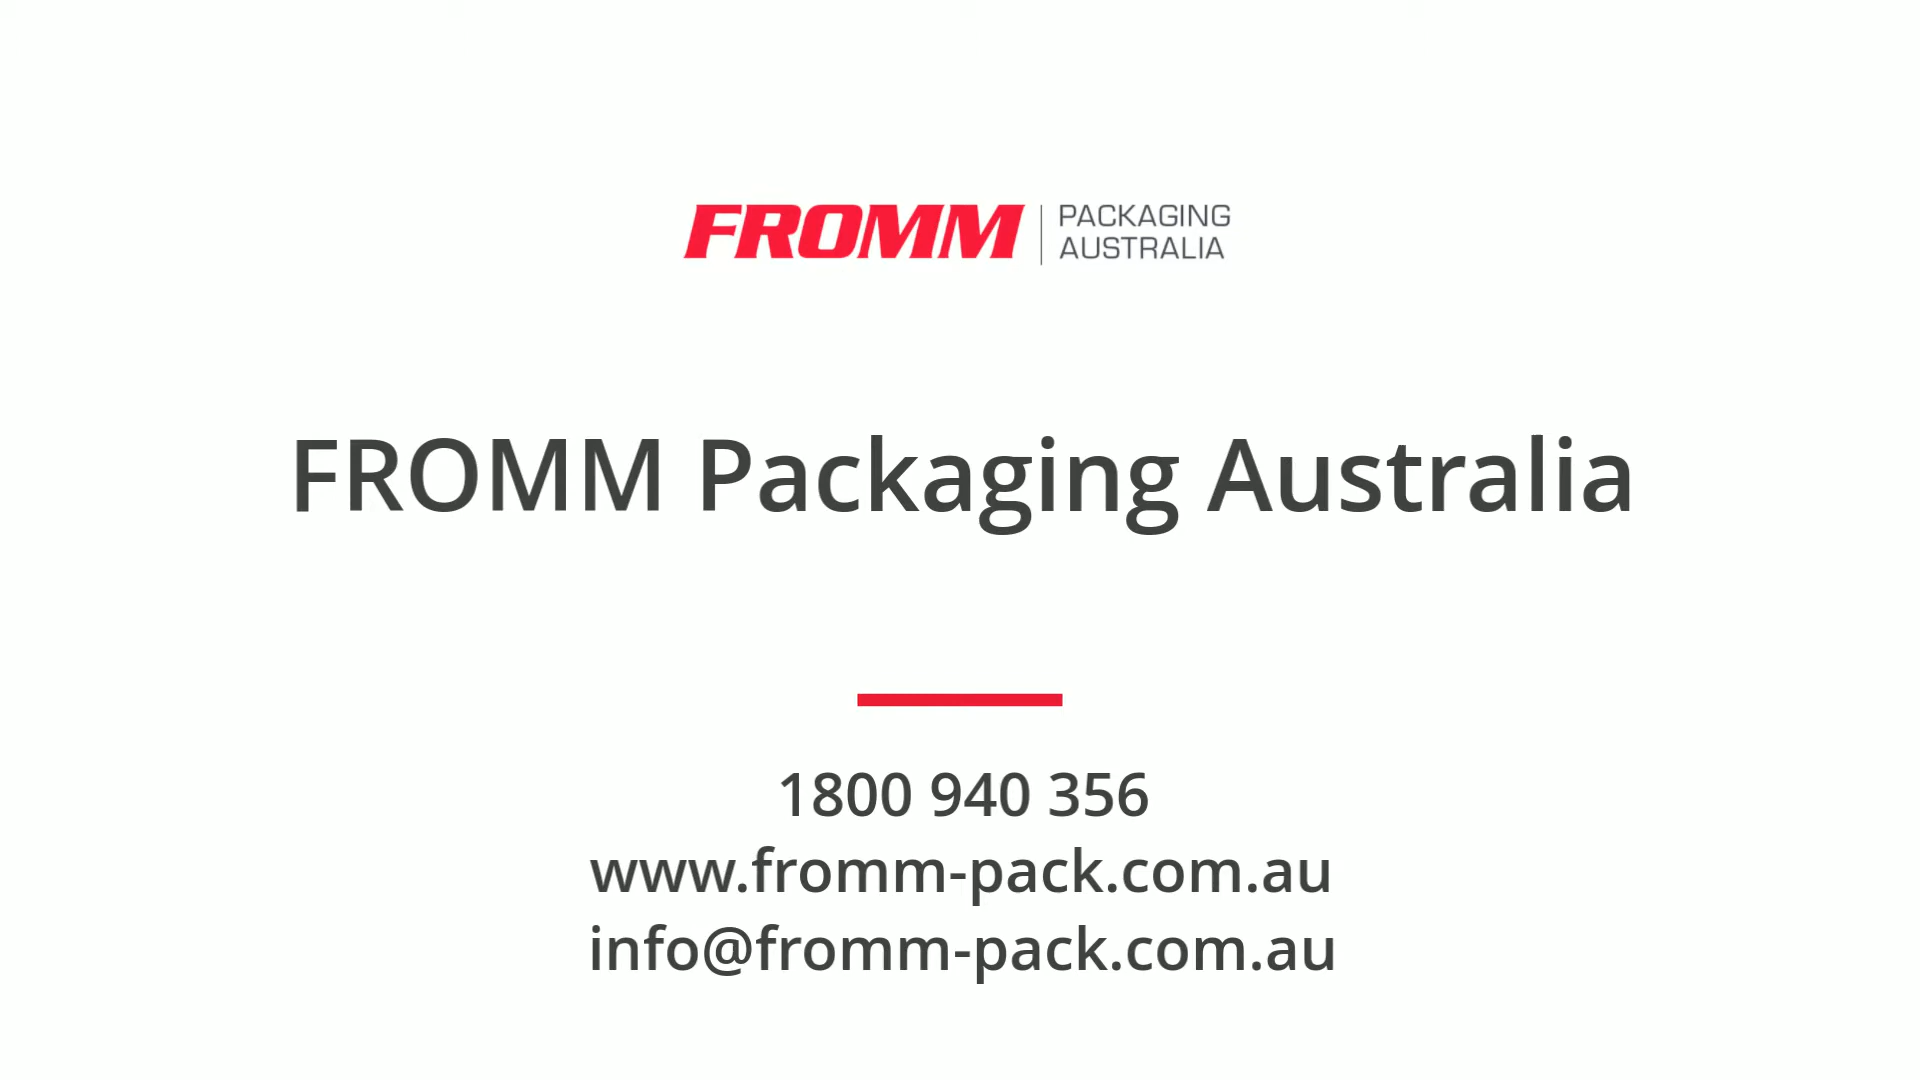 FROMM PACKAGING
AUSTRALIA
FROMM Packaging Australia
1800 940 356
www.fromm-pack.com.au
info@fromm-pack.com.au